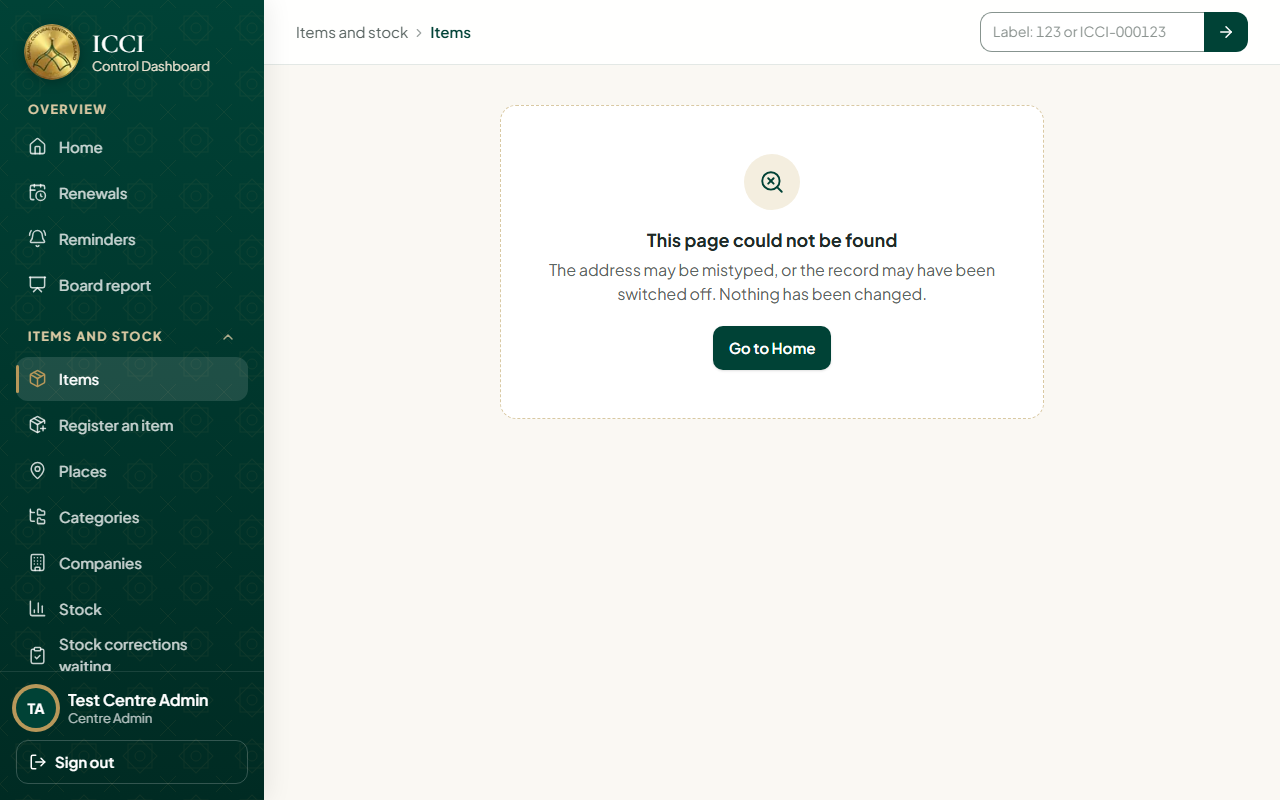 ICCI
Control Dashboard
OVERVIEW
Home
Renewals
Reminders
Board report
ITEMS AND STOCK
Items
Register an item
Places
Categories
Companies
Stock
Stock corrections
waiting
TA
Test Centre Admin
Centre Admin
Sign out
Items and stock > Items
Label: 123 or ICCI-000123
This page could not be found
The address may be mistyped, or the record may have been
switched off. Nothing has been changed.
Go to Home